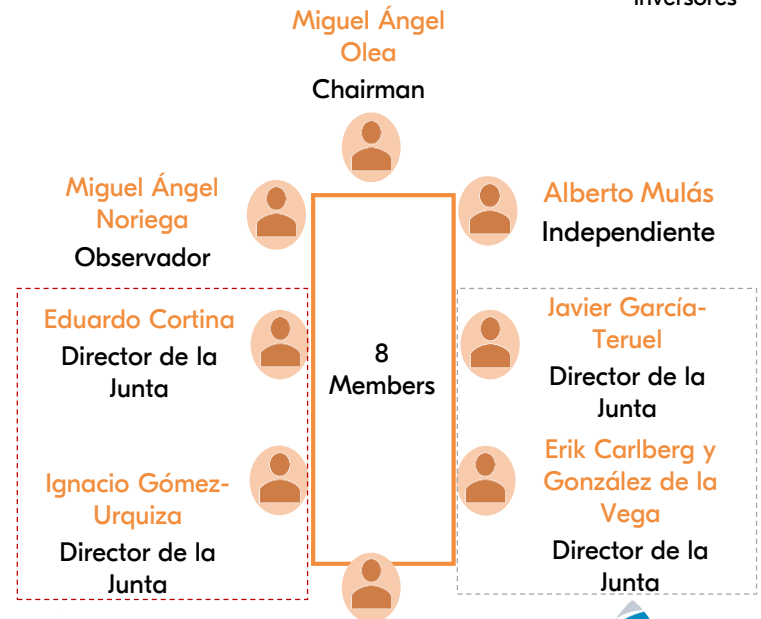 inversores
Miguel Ángel
Olea
Chairman
Miguel Ángel
Noriega
Observador
Alberto Mulás
Independiente
Eduardo Cortina
Director de la
Junta
8
Members
Javier García-
Teruel
Director de la
Junta
Ignacio Gómez-
Urquiza
Director de la
Junta
Erik Carlberg y
González de la
Vega
Director de la
Junta